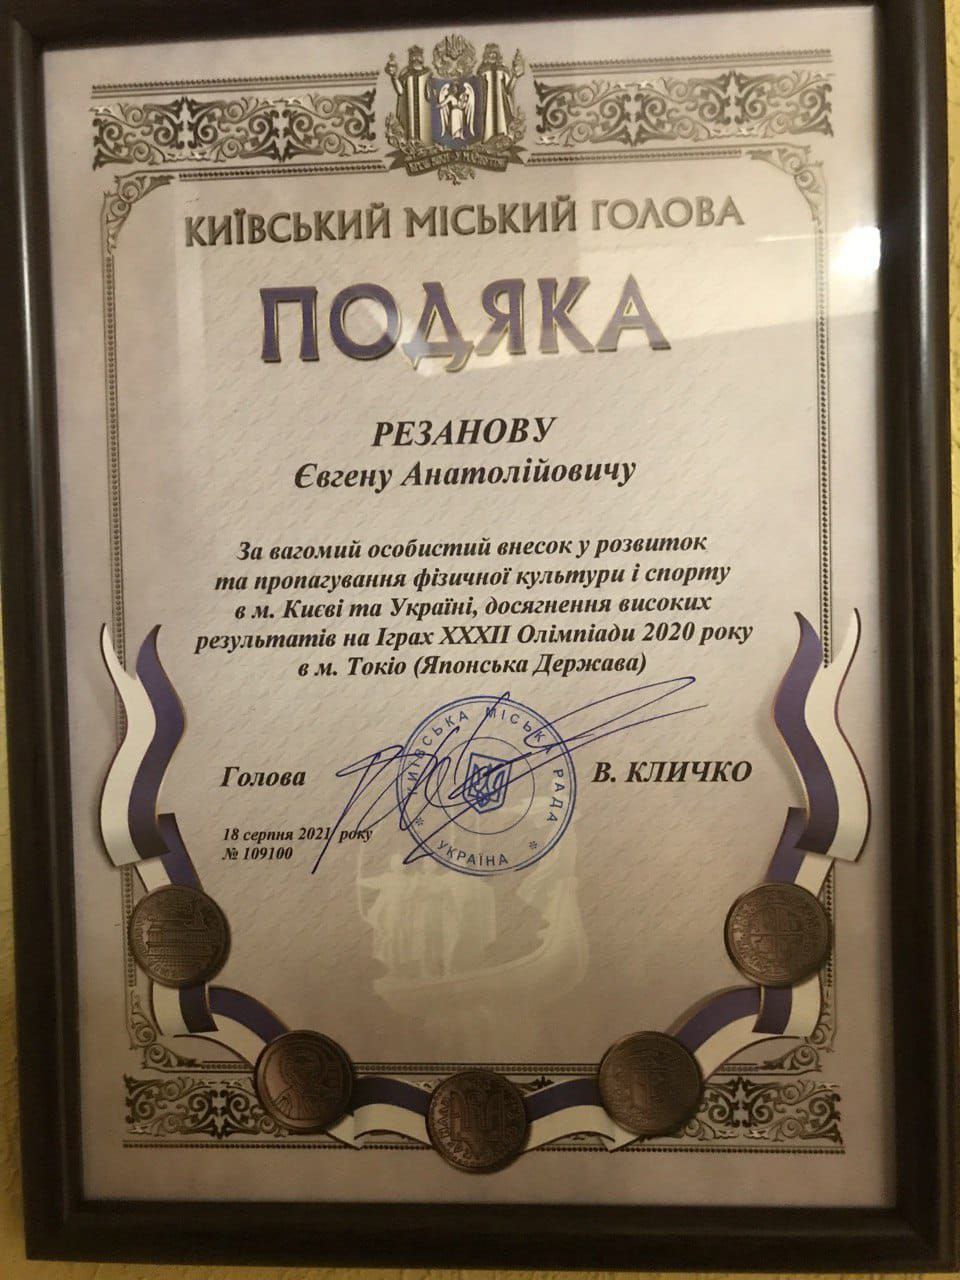 КИЇВСЬКИЙ МІСЬКИЙ ГОЛОВА
ПОДЯКА
РЕЗАНОВУ
Євгену Анатолійовичу
За вагомий особистий внесок у розвиток
та пропагування фізичної культури і спорту
в м. Києві та Україні, досягнення високих
результатів на Іграх XXXII Олімпіади 2020 року
в м. Токіо (Японська Держава)
Голова
В. КЛИЧКО
КИЇВСЬКА МІСЬКА РАДА
* УКРАЇНА *
18 серпня 2021 року
№ 109100